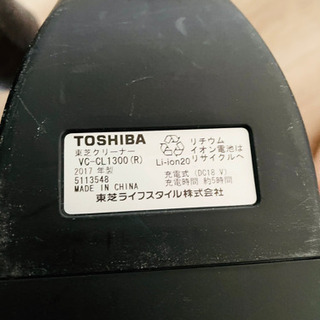 TOSHIBA
東芝クリーナー
VC-CL1300(R)
2017 年製
5113548
MADE IN CHINA
Li-ion20
リチウム
イオン電池は
リサイクルへ
充電式 (DC18 V)
充電時間 約5時間
東芝ライフスタイル株式会社